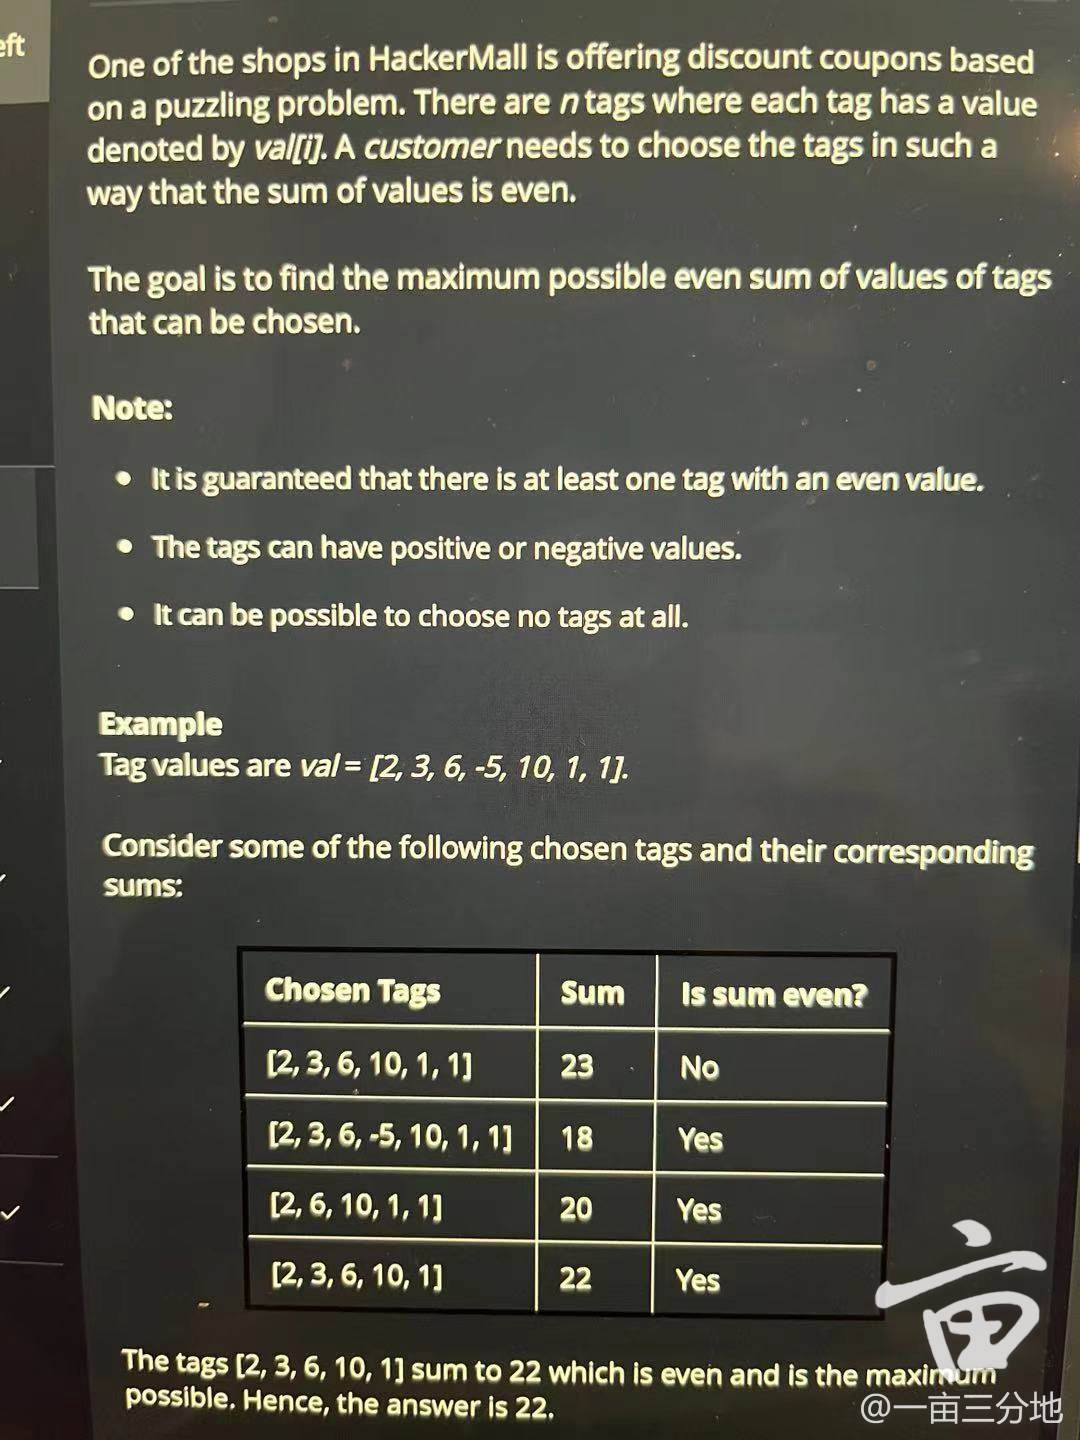 eft
One of the shops in HackerMall is offering discount coupons based
on a puzzling problem. There are n tags where each tag has a value
denoted by val[i]. A customer needs to choose the tags in such a
way that the sum of values is even.
The goal is to find the maximum possible even sum of values of tags
that can be chosen.
Note:
• It is guaranteed that there is at least one tag with an even value.
• The tags can have positive or negative values.
• It can be possible to choose no tags at all.
Example
Tag values are val = [2, 3, 6, -5, 10, 1, 1].
Consider some of the following chosen tags and their corresponding
sums:
Chosen Tags Sum Is sum even?
[2, 3, 6, 10, 1, 1] 23 No
[2, 3, 6, -5, 10, 1, 1] 18 Yes
[2, 6, 10, 1, 1] 20 Yes
[2, 3, 6, 10, 1] 22 Yes
The tags [2, 3, 6, 10, 1] sum to 22 which is even and is the maximum
possible. Hence, the answer is 22.
亩
@一亩三分地